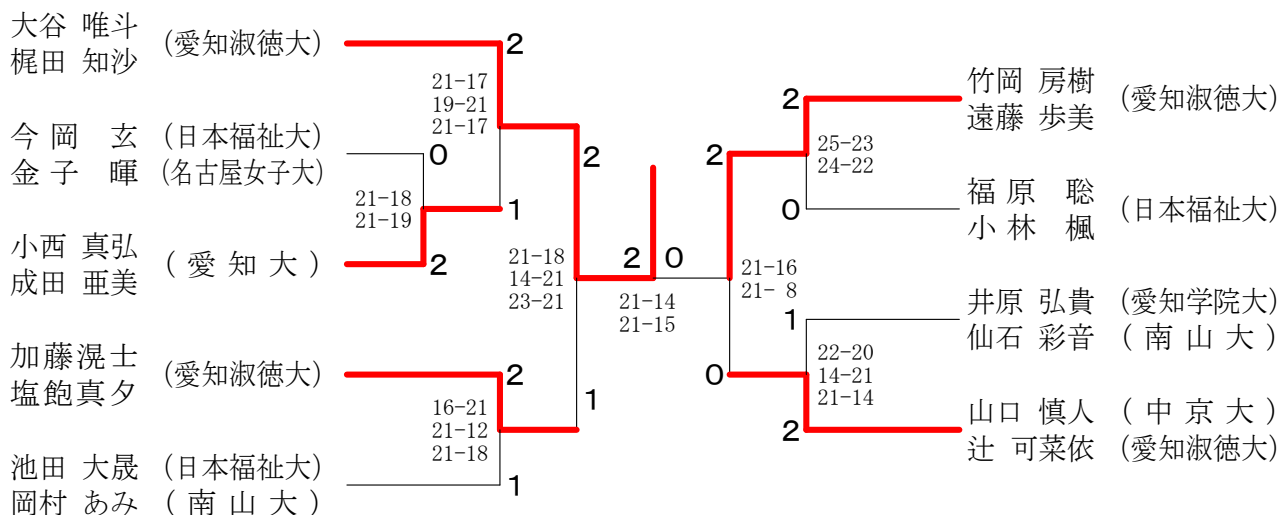 大谷 唯斗
梶田 知沙
(愛知淑徳大)
2
21-17
19-21
21-17
今岡 玄 (日本福祉大)
金子 暉 (名古屋女子大)
0
21-18
21-19
1
小西 真弘
成田 亜美
(愛知大)
2
2
21-18
14-21
23-21
加藤滉士
塩飽真夕
(愛知淑徳大)
2
16-21
21-12
21-18
1
池田 大晟 (日本福祉大)
岡村 あみ (南山大)
1
2 0
21-14
21-15
竹岡 房樹
遠藤 歩美
(愛知淑徳大)
2
2
25-23
24-22
福原 聡
小林 楓
(日本福祉大)
0
21-16
21- 8
井原 弘貴 (愛知学院大)
仙石 彩音 (南山大)
1
22-20
14-21
21-14
0
山口 慎人 (中京大)
辻 可菜依 (愛知淑徳大)
2